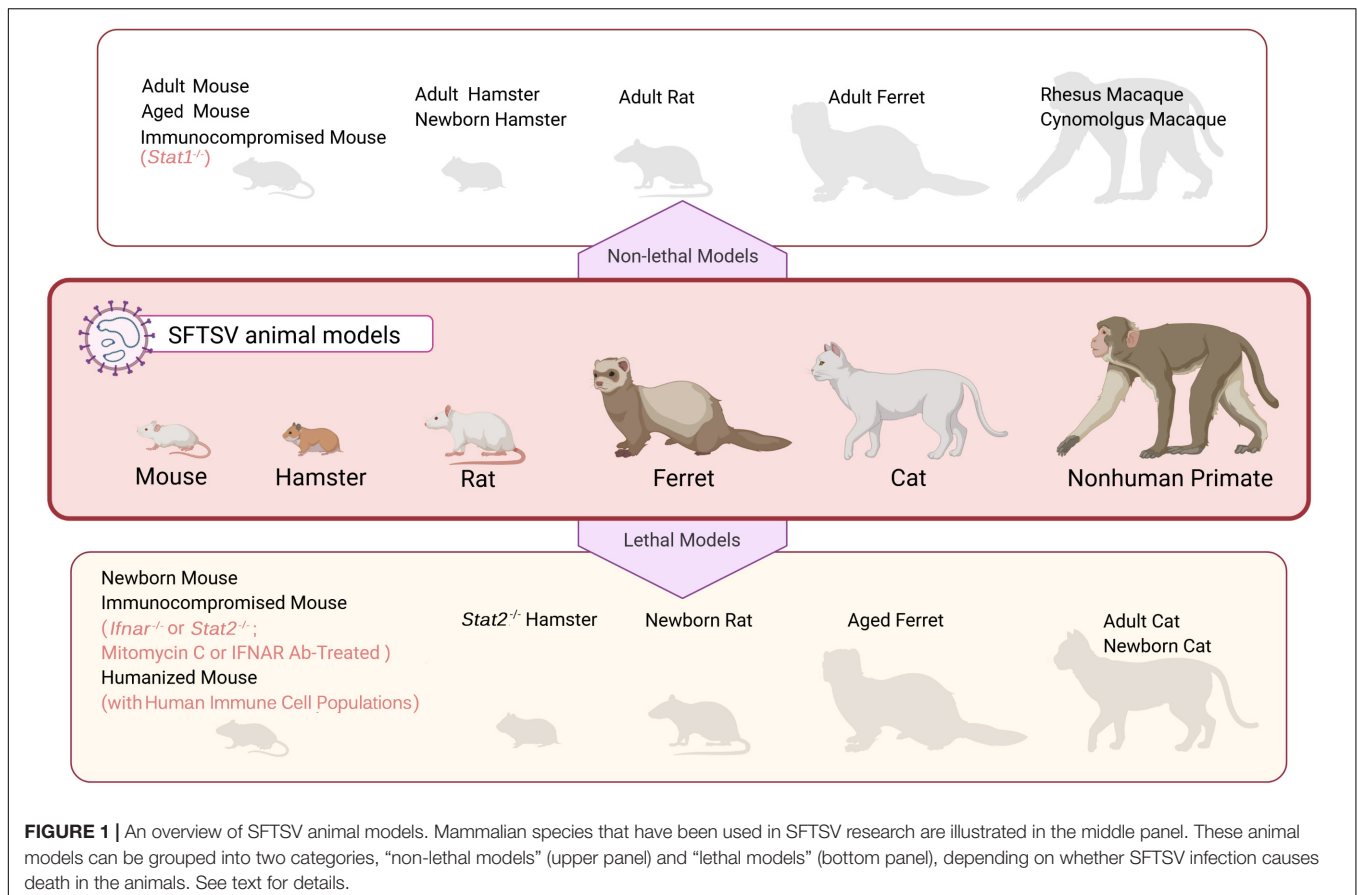 Adult Mouse
Aged Mouse
Immunocompromised Mouse
(Stat1-/-)
Adult Hamster
Newborn Hamster
Adult Rat
Adult Ferret
Rhesus Macaque
Cynomolgus Macaque
Non-lethal Models
SFTSV animal models
Mouse
Hamster
Rat
Ferret
Cat
Nonhuman Primate
Lethal Models
Newborn Mouse
Immunocompromised Mouse
(Ifnar-/- or Stat2-/-;
Mitomycin C or IFNAR Ab-Treated )
Humanized Mouse
(with Human Immune Cell Populations)
Stat2-/- Hamster
Newborn Rat
Aged Ferret
Adult Cat
Newborn Cat
FIGURE 1 | An overview of SFTSV animal models. Mammalian species that have been used in SFTSV research are illustrated in the middle panel. These animal
models can be grouped into two categories, “non-lethal models” (upper panel) and “lethal models” (bottom panel), depending on whether SFTSV infection causes
death in the animals. See text for details.